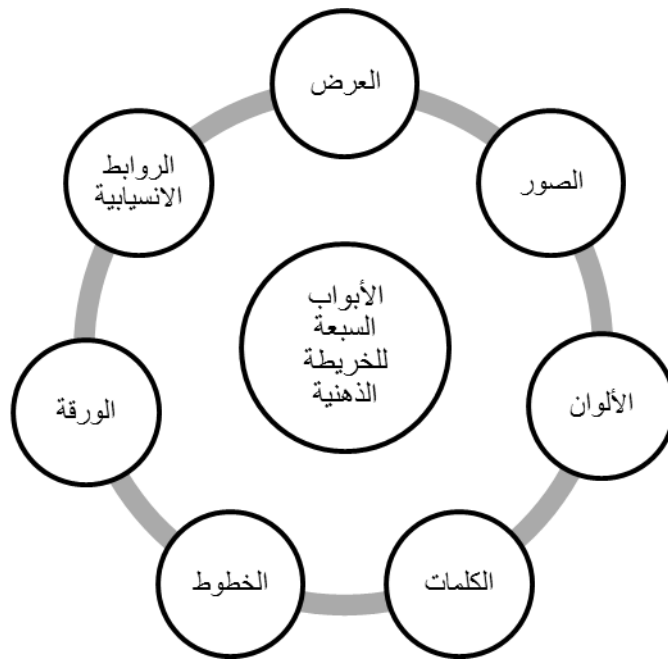 العرض
الصور
الروابط
الانسيابية
الأبواب
السبعة
للخريطة
الذهنية
الألوان
الورقة
الكلمات
الخطوط